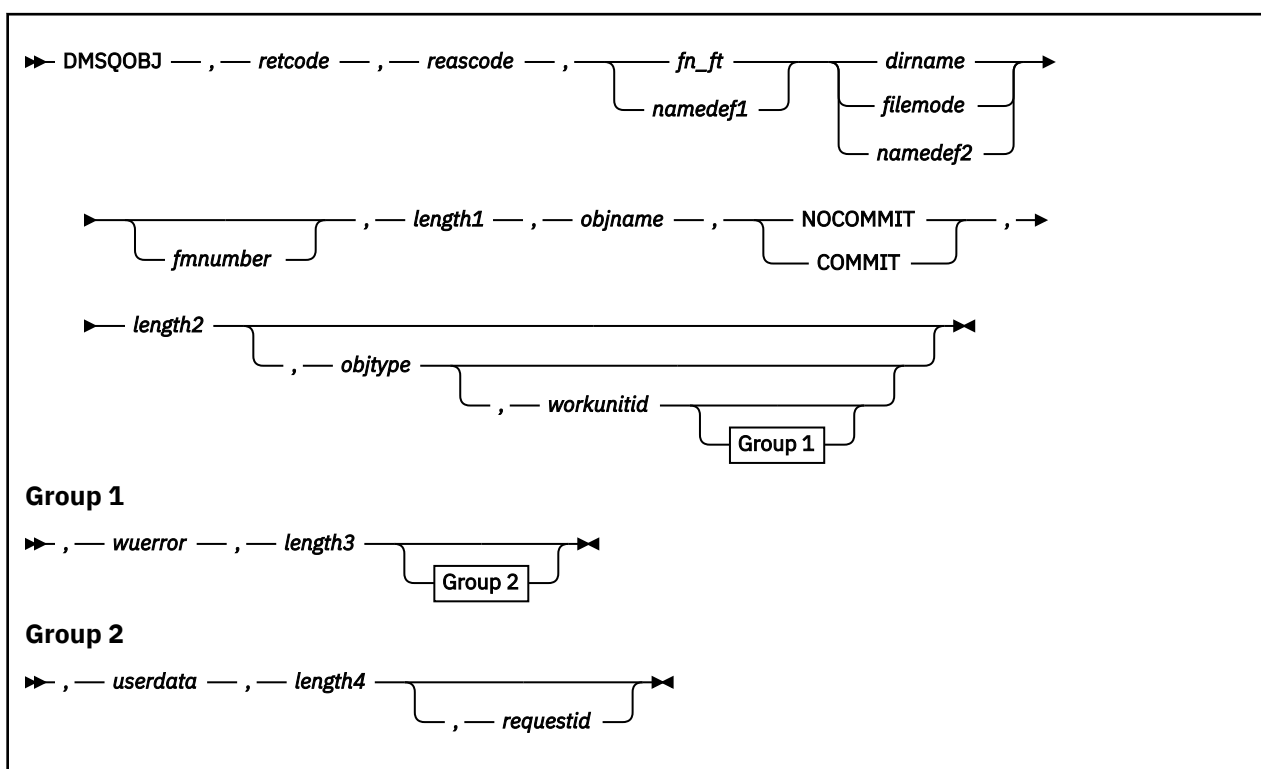 DMSQOBJ , retcode , reascode , fn_ft dirname
namedef1 filemode
namedef2
, length1 , objname , NOCOMMIT ,
fmnumber COMMIT
length2
, objtype
, workunitid
Group 1
Group 1
, wuerror , length3
Group 2
Group 2
, userdata , length4
, requestid